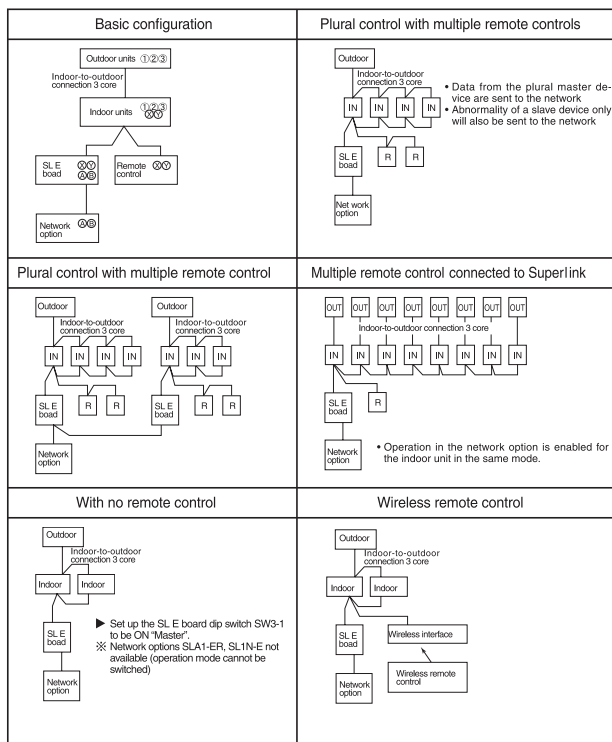 Basic configuration
Outdoor units ①②③
Indoor-to-outdoor
connection 3 core
Indoor units ①②③
ⓍⓎ
SL E
boad
ⓍⓎ
ⒶⒷ
Remote
control
ⓍⓎ
Network
option
ⒶⒷ
Plural control with multiple remote controls
Outdoor
Indoor-to-outdoor
connection 3 core
IN IN IN IN
SL E
boad
R R
Net work
option
• Data from the plural master de-
vice are sent to the network
• Abnormality of a slave device only
will also be sent to the network
Plural control with multiple remote control
Outdoor Outdoor
Indoor-to-outdoor
connection 3 core
Indoor-to-outdoor
connection 3 core
IN IN IN IN IN IN IN IN
SL E
boad
R R
SL E
boad
R R
Network
option
Multiple remote control connected to Superlink
OUT OUT OUT OUT OUT OUT OUT OUT
Indoor-to-outdoor connection 3 core
IN IN IN IN IN IN IN IN
SL E
boad
R
Network
option
• Operation in the network option is enabled for
the indoor unit in the same mode.
With no remote control
Outdoor
Indoor-to-outdoor
connection 3 core
Indoor Indoor
SL E
boad
Network
option
▶ Set up the SL E board dip switch SW3-1
to be ON “Master”.
※ Network options SLA1-ER, SL1N-E not
available (operation mode cannot be
switched)
Wireless remote control
Outdoor
Indoor-to-outdoor
connection 3 core
Indoor Indoor
SL E
boad
Wireless interface
Network
option
Wireless remote
control